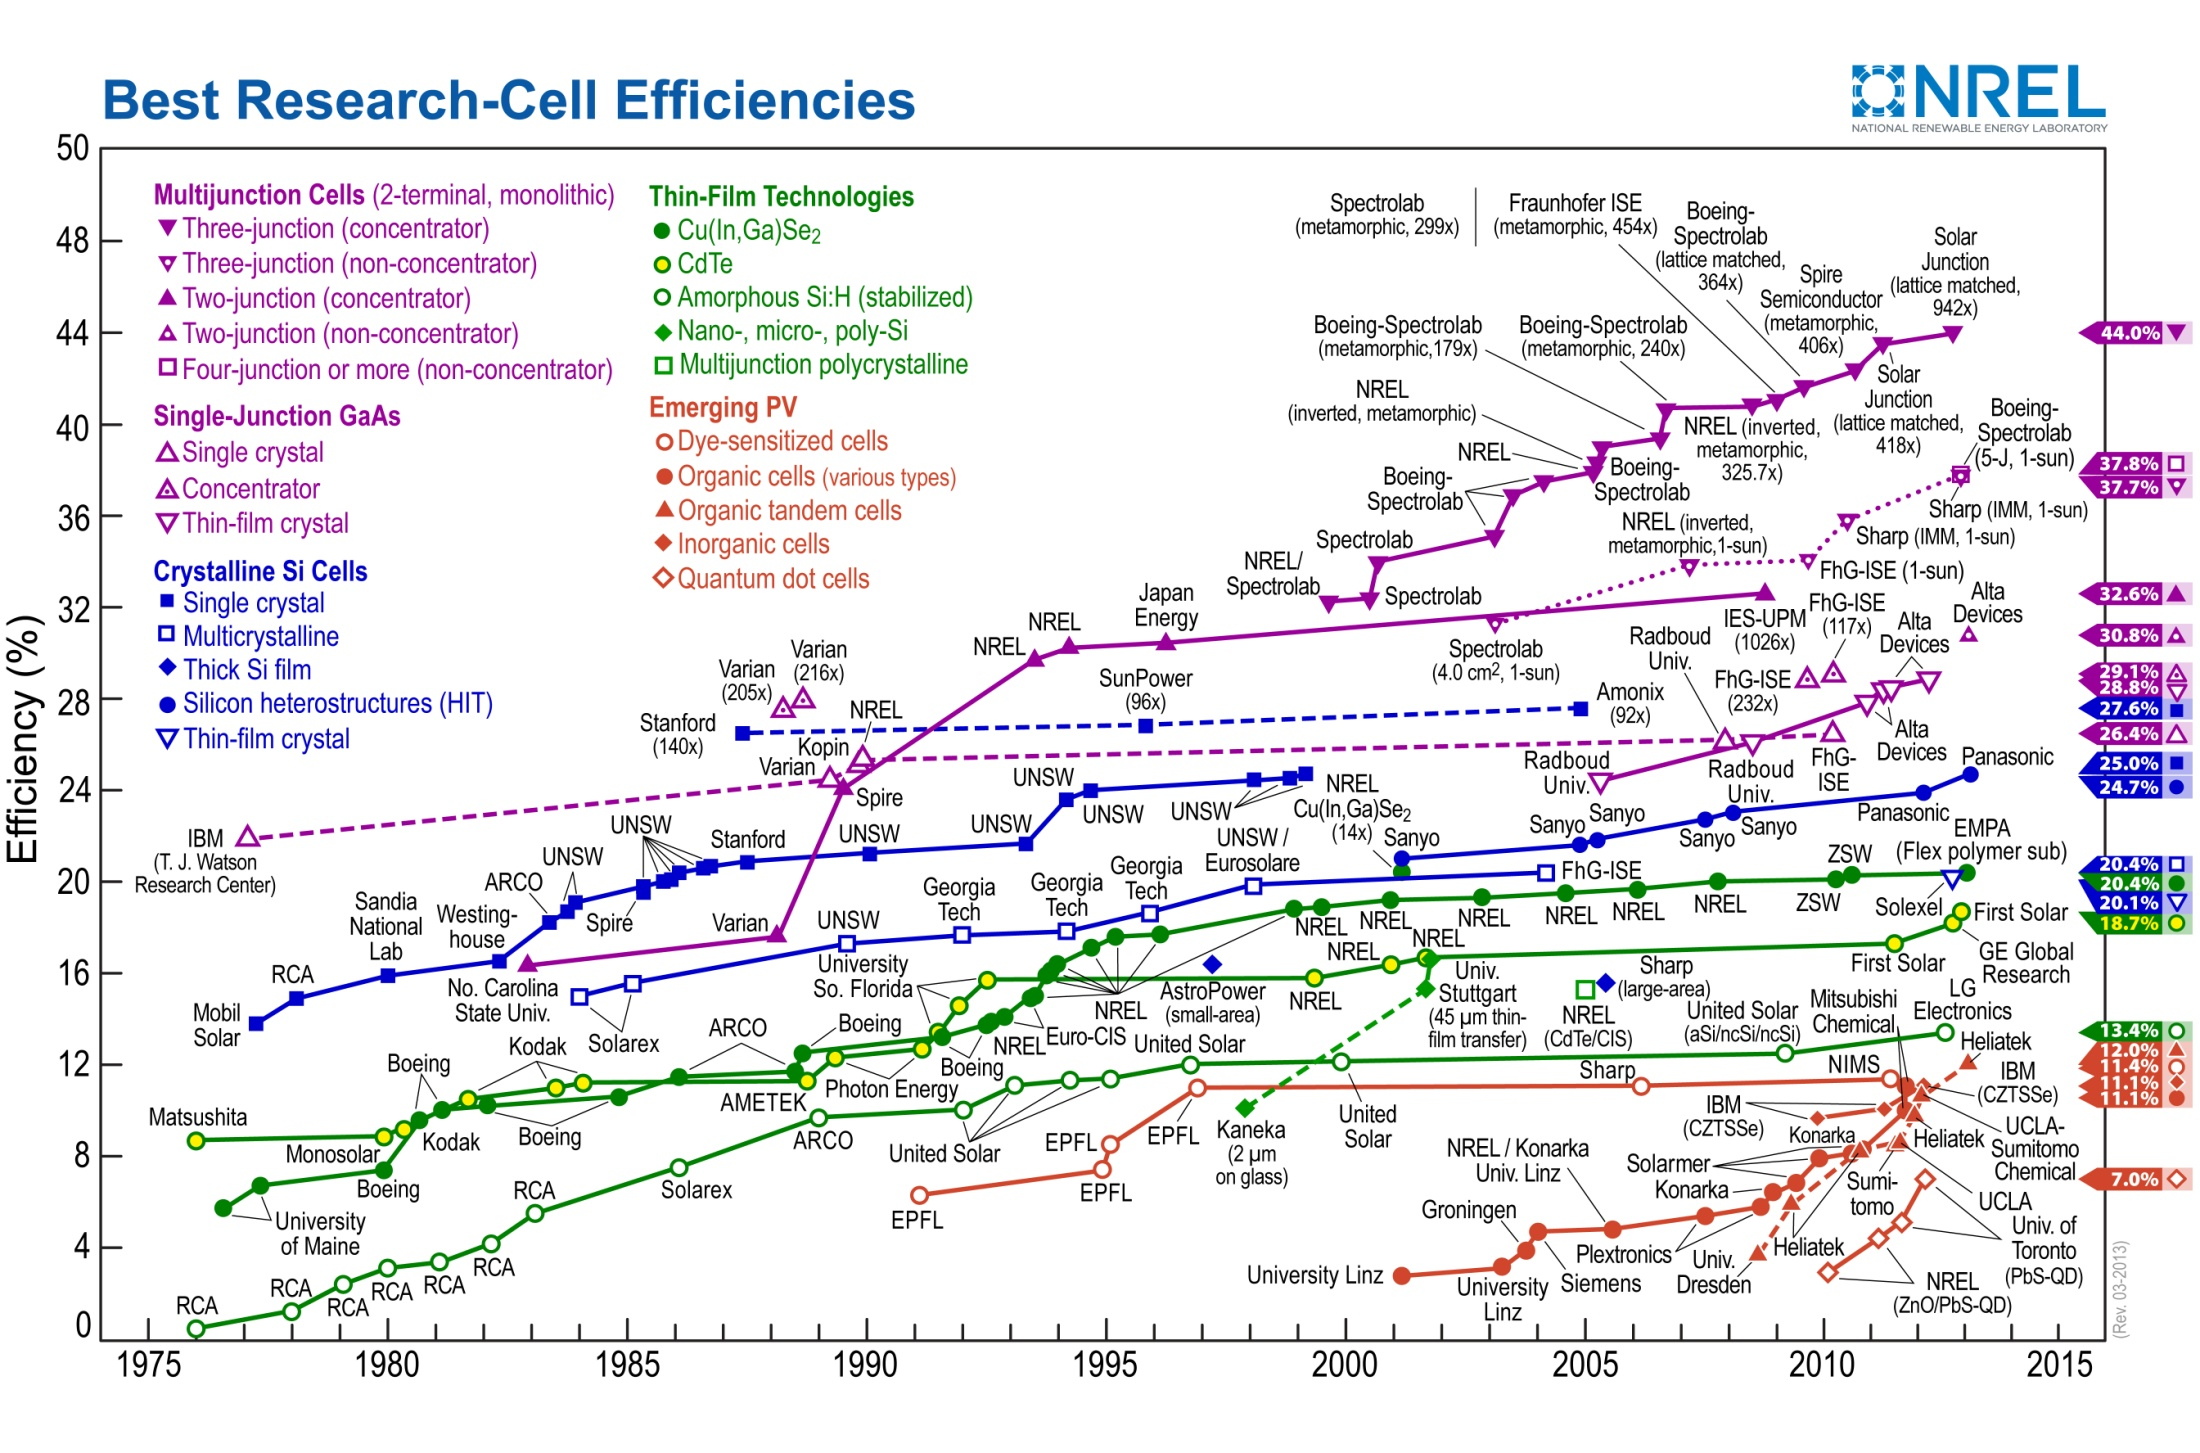 Best Research-Cell Efficiencies
NREL
NATIONAL RENEWABLE ENERGY LABORATORY
Efficiency (%)
50
48
44
40
36
32
28
24
20
16
12
8
4
0
1975
1980
1985
1990
1995
2000
2005
2010
2015
Multijunction Cells (2-terminal, monolithic)
Three-junction (concentrator)
Three-junction (non-concentrator)
Two-junction (concentrator)
Two-junction (non-concentrator)
Four-junction or more (non-concentrator)
Single-Junction GaAs
Single crystal
Concentrator
Thin-film crystal
Crystalline Si Cells
Single crystal
Multicrystalline
Thick Si film
Silicon heterostructures (HIT)
Thin-film crystal
Thin-Film Technologies
Cu(In,Ga)Se2
CdTe
Amorphous Si:H (stabilized)
Nano-, micro-, poly-Si
Multijunction polycrystalline
Emerging PV
Dye-sensitized cells
Organic cells (various types)
Organic tandem cells
Inorganic cells
Quantum dot cells
Spectrolab
(metamorphic, 299x)
Fraunhofer ISE
(metamorphic, 454x)
Boeing-
Spectrolab
(lattice matched,
364x)
Spire
Semiconductor
(metamorphic,
406x)
Solar
Junction
(lattice matched,
942x)
Boeing-Spectrolab
(metamorphic,179x)
Boeing-Spectrolab
(metamorphic, 240x)
NREL
(inverted, metamorphic)
NREL
Boeing-
Spectrolab
Boeing-
Spectrolab
NREL (inverted,
metamorphic,
325.7x)
Solar
Junction
(lattice matched,
418x)
Boeing-
Spectrolab
(5-J, 1-sun)
Sharp (IMM, 1-sun)
Sharp (IMM, 1-sun)
NREL (inverted,
metamorphic,1-sun)
FhG-ISE (1-sun)
Spectrolab
NREL/
Spectrolab
Spectrolab
Japan
Energy
NREL
NREL
Spectrolab
(4.0 cm2, 1-sun)
IES-UPM
(1026x)
FhG-ISE
(117x)
Alta
Devices
Alta
Devices
Radboud
Univ.
FhG-ISE
(232x)
Varian
(205x)
Varian
(216x)
Stanford
(140x)
SunPower
(96x)
Amonix
(92x)
NREL
Kopin
Varian
Spire
Radboud
Univ.
Radboud
Univ.
FhG-
ISE
Alta
Devices
Panasonic
Panasonic
IBM
(T. J. Watson
Research Center)
UNSW
UNSW
ARCO
Spire
Stanford
UNSW
UNSW
UNSW
UNSW
UNSW
NREL
Cu(In,Ga)Se2
(14x)
Sanyo
Sanyo
Sanyo
Sanyo
Sanyo
Sandia
National
Lab
Westing-
house
RCA
Mobil
Solar
No. Carolina
State Univ.
Varian
UNSW
Solarex
Georgia
Tech
Georgia
Tech
Georgia
Tech
UNSW /
Eurosolare
FhG-ISE
EMPA
(Flex polymer sub)
ZSW
ZSW
Solexel
First Solar
First Solar
GE Global
Research
NREL
NREL
NREL
NREL
NREL
NREL
NREL
NREL
NREL
University
So. Florida
NREL
NREL
Euro-CIS
AstroPower
(small-area)
Univ.
Stuttgart
(45 µm thin-
film transfer)
NREL
(CdTe/CIS)
Sharp
(large-area)
United Solar
(aSi/ncSi/ncSi)
Mitsubishi
Chemical
LG
Electronics
Boeing
ARCO
Boeing
Photon Energy
AMETEK
ARCO
Kodak
Boeing
Kodak
Boeing
Matsushita
Monosolar
Boeing
University
of Maine
RCA
RCA
RCA
RCA
RCA
RCA
RCA
Solarex
United Solar
United Solar
United
Solar
EPFL
EPFL
EPFL
EPFL
Kaneka
(2 µm
on glass)
Sharp
NIMS
Heliatek
IBM
(CZTSSe)
IBM
(CZTSSe)
UCLA-
Sumitomo
Chemical
Konarka
Heliatek
NREL / Konarka
Univ. Linz
Solarmer
Konarka
Groningen
Plextronics
University Linz
University
Linz
Siemens
Univ.
Dresden
Heliatek
Sumi-
tomo
UCLA
Univ. of
Toronto
(PbS-QD)
NREL
(ZnO/PbS-QD)
44.0%
37.8%
37.7%
32.6%
30.8%
29.1%
28.8%
27.6%
26.4%
25.0%
24.7%
20.4%
20.4%
20.1%
18.7%
13.4%
12.0%
11.4%
11.1%
11.1%
7.0%
(Rev. 03-2013)